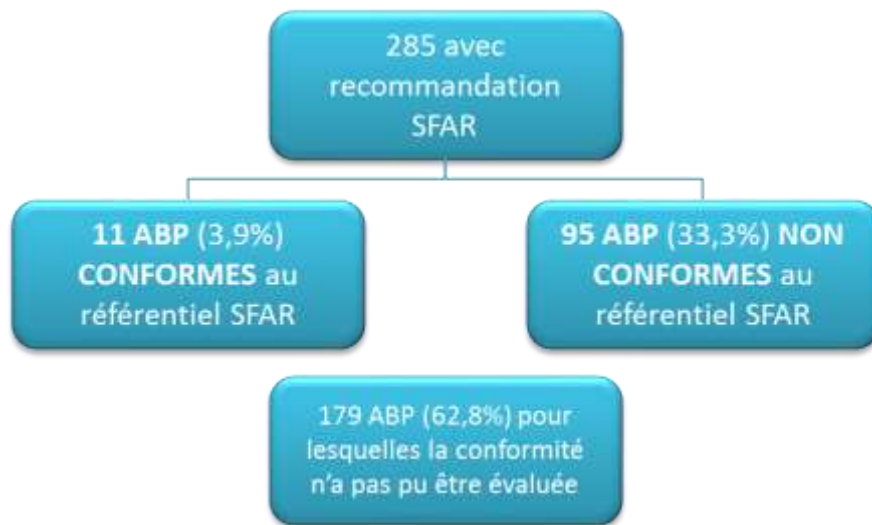 285 avec
recommandation
SFAR
11 ABP (3,9%)
CONFORMES au
référentiel SFAR
95 ABP (33,3%) NON
CONFORMES au
référentiel SFAR
179 ABP (62,8%) pour
lesquelles la conformité
n'a pas pu être évaluée